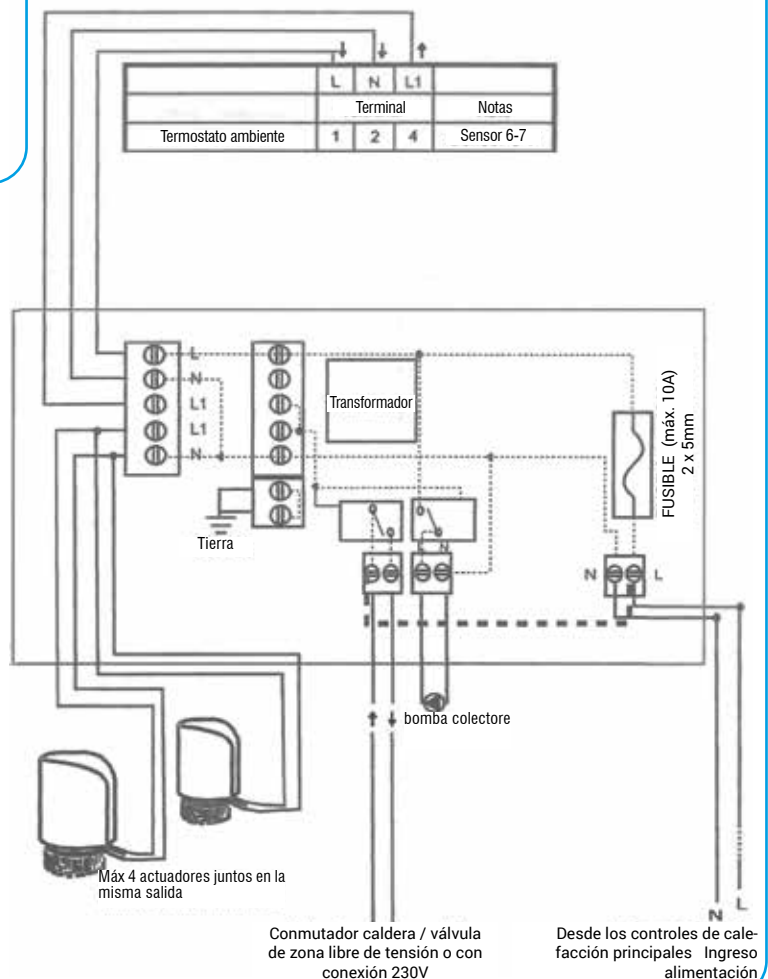 L N L1
Terminal Notas
Termostato ambiente 1 2 4 Sensor 6-7
L
N
L1
L1
N
Transformador
FUSIBLE (máx. 10A)
2 x 5mm
Tierra
N
N L
bomba colectore
Máx 4 actuadores juntos en la
misma salida
N L
Conmutador caldera / válvula
de zona libre de tensión o con
conexión 230V
Desde los controles de cale-
facción principales Ingreso
alimentación